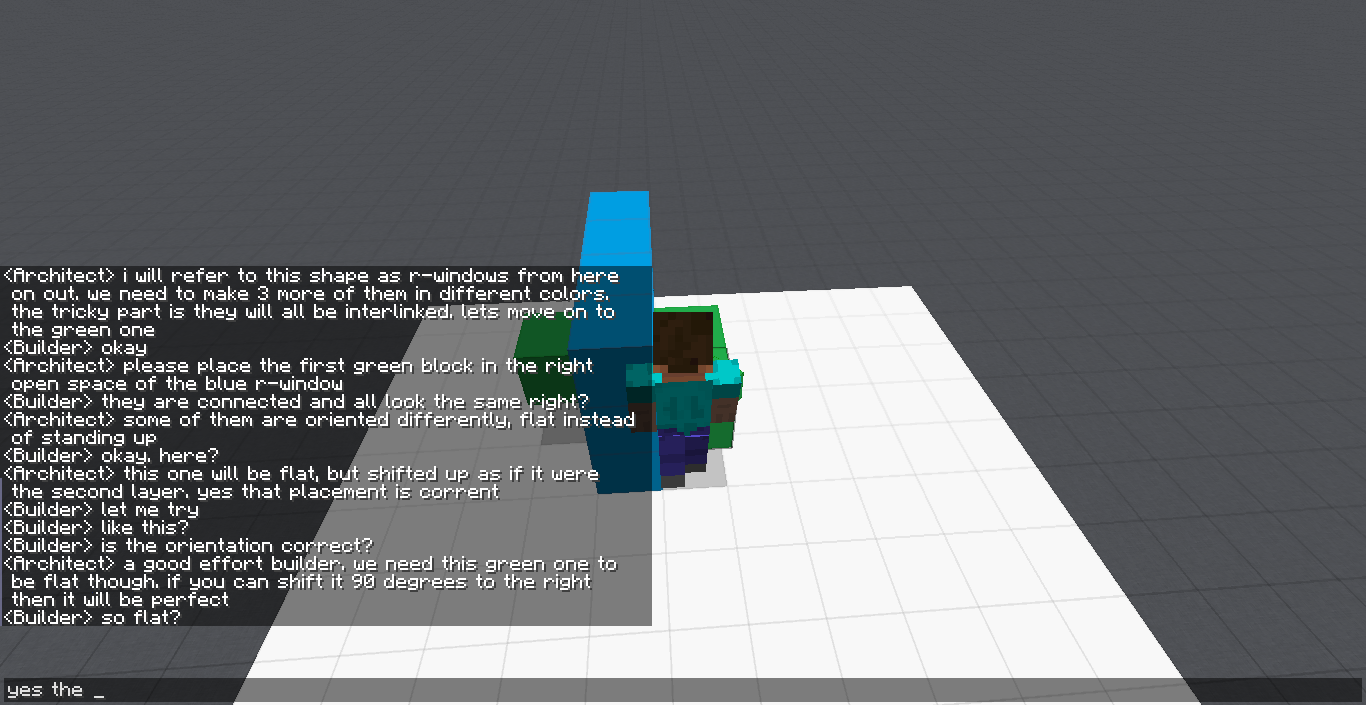 <Architect> i will refer to this shape as r-windows from here
on out. we need to make 3 more of them in different colors.
the tricky part is they will all be interlinked. lets move on to
the green one
<Builder> okay
<Architect> please place the first green block in the right
open space of the blue r-window
<Builder> they are connected and all look the same right?
<Architect> some of them are oriented differently, flat instead
of standing up
<Builder> okay. here?
<Architect> this one will be flat, but shifted up as if it were
the second layer. yes that placement is corrent
<Builder> let me try
<Builder> like this?
<Builder> is the orientation correct?
<Architect> a good effort builder. we need this green one to
be flat though. if you can shift it 90 degrees to the right
then it will be perfect
<Builder> so flat?
yes the _